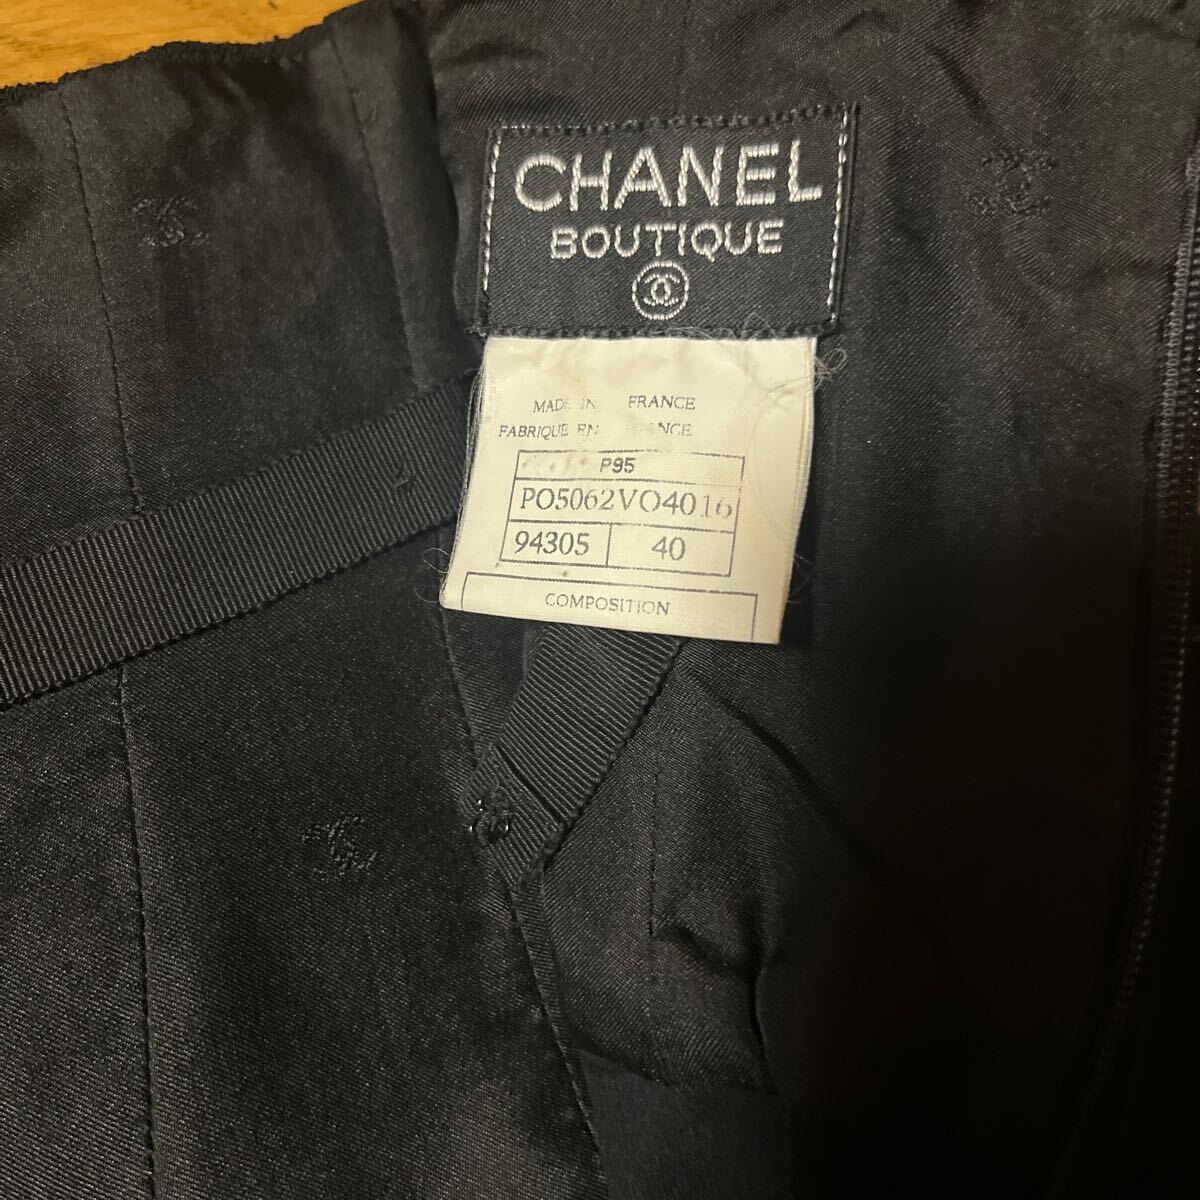 CHANEL
BOUTIQUE
MADE IN FRANCE
FABRIQUE EN FRANCE
P95
PO5062VO4016
94305 40
COMPOSITION